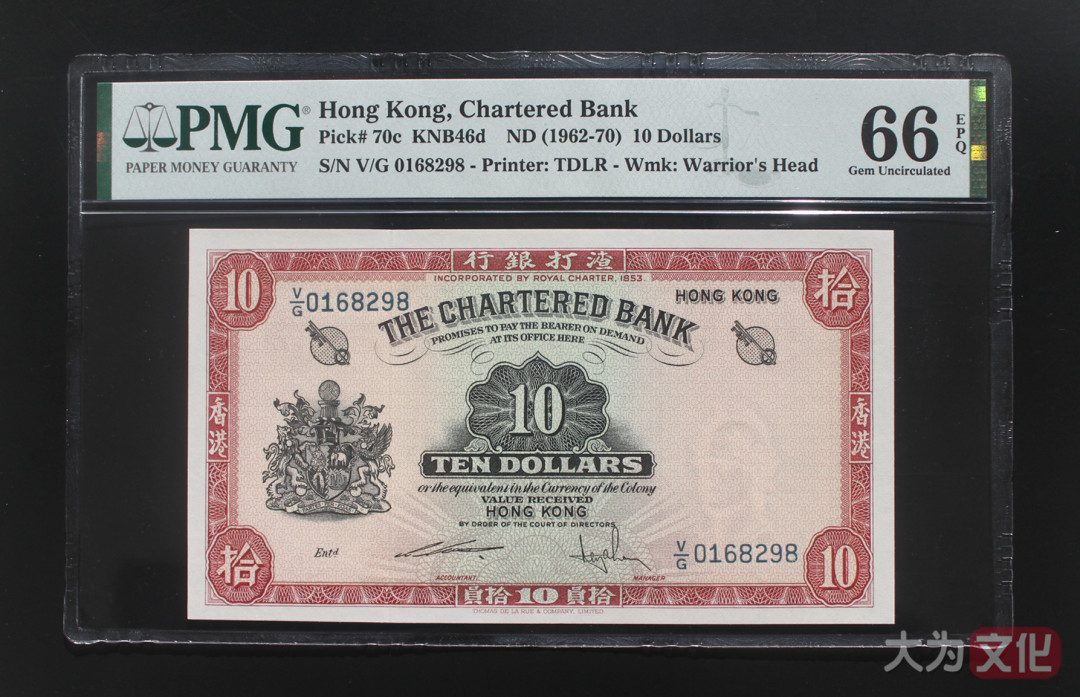 PMG®
PAPER MONEY GUARANTY
Hong Kong, Chartered Bank
Pick# 70c KNB46d ND (1962-70) 10 Dollars
S/N V/G 0168298 - Printer: TDLR - Wmk: Warrior's Head
66
EPQ
Gem Uncirculated
行銀打渣
INCORPORATED BY ROYAL CHARTER, 1853.
10
V/G 0168298
HONG KONG
拾
THE CHARTERED BANK
PROMISES TO PAY THE BEARER ON DEMAND
AT ITS OFFICE HERE
10
香港
香港
TEN DOLLARS
or the equivalent in the Currency of the Colony
VALUE RECEIVED
HONG KONG
BY ORDER OF THE COURT OF DIRECTORS
Entd
V/G 0168298
拾
10
ACCOUNTANT.
MANAGER
員拾10員拾
THOMAS DE LA RUE & COMPANY, LIMITED.
大为文化